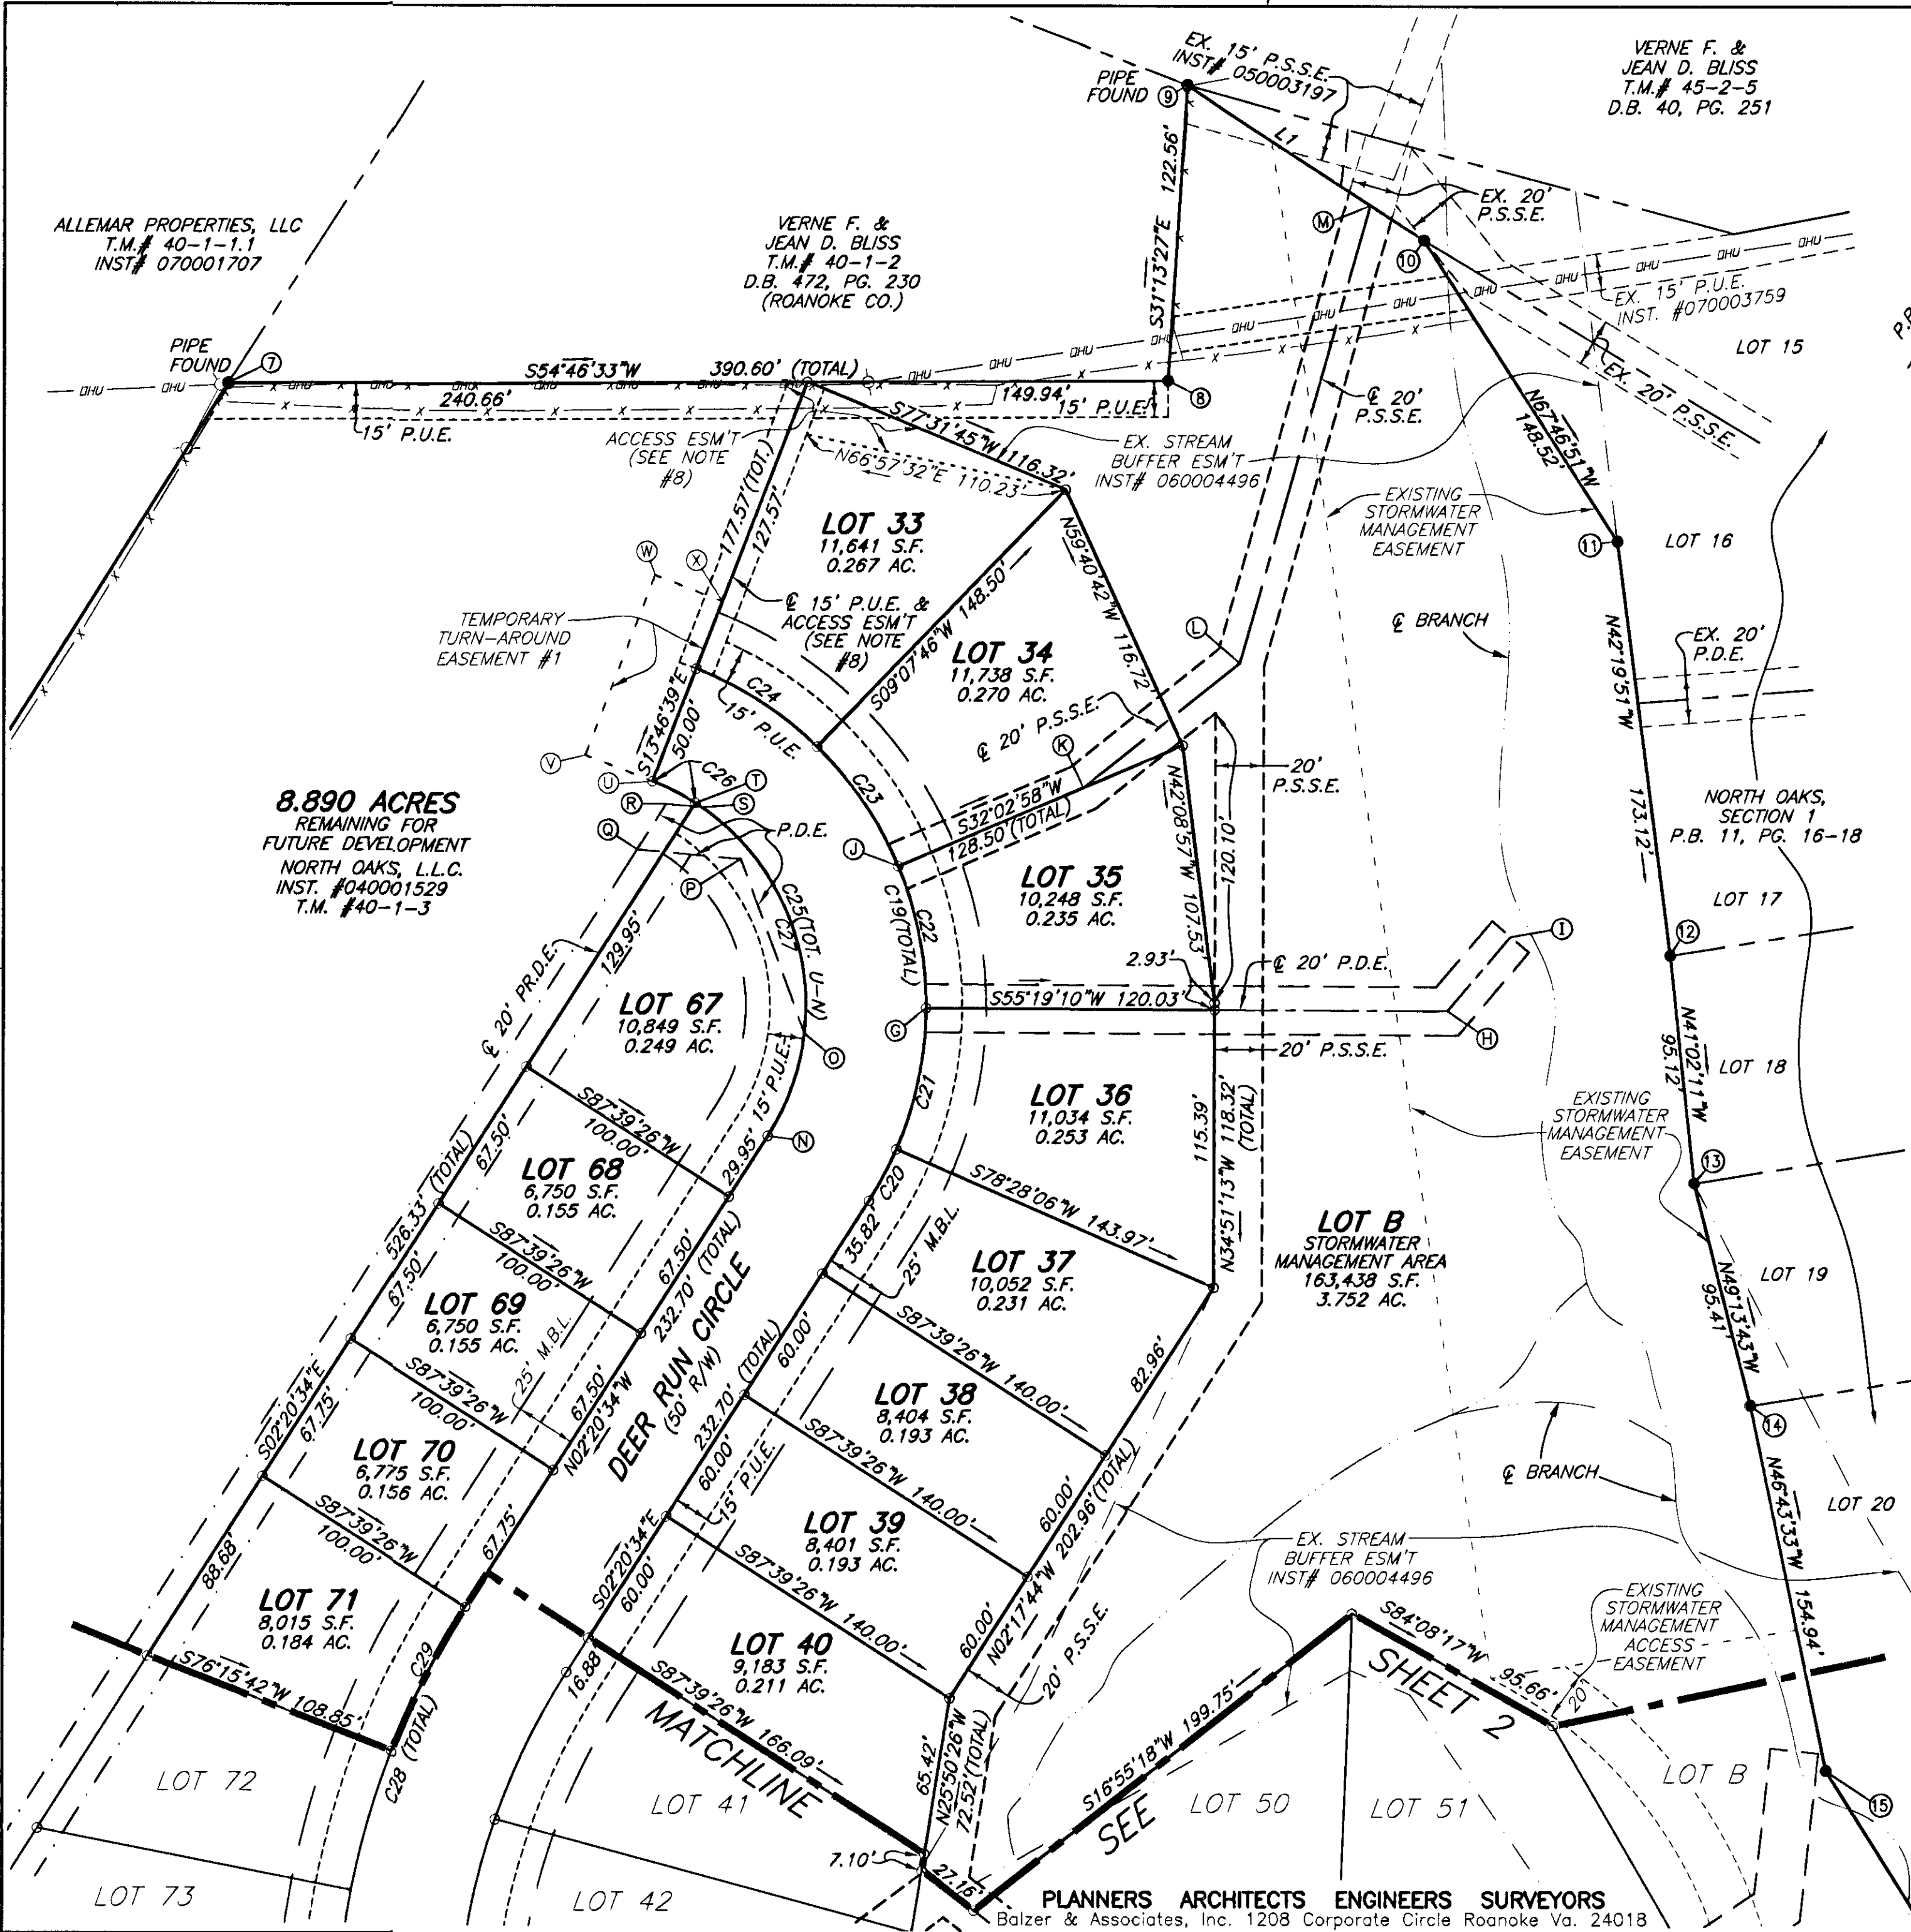 EX. 15' P.S.S.E.
INST# 050003197
PIPE
FOUND
9
VERNE F. &
JEAN D. BLISS
T.M.# 45-2-5
D.B. 40, PG. 251
L1
S31°13'27"E 122.56'
EX. 20'
P.S.S.E.
M
10
ALLEMAR PROPERTIES, LLC
T.M.# 40-1-1.1
INST# 070001707
VERNE F. &
JEAN D. BLISS
T.M.# 40-1-2
D.B. 472, PG. 230
(ROANOKE CO.)
EX. 15' P.U.E.
INST. #070003759
LOT 15
EX. 20' P.S.S.E.
PIPE
FOUND
7
S54°46'33"W 390.60' (TOTAL)
240.66'
149.94'
15' P.U.E.
15' P.U.E.
8
OHU OHU OHU OHU
℄ 20'
P.S.S.E.
N67°46'51"W
148.52'
ACCESS ESM'T
(SEE NOTE
#8)
S77°31'45"W 116.32'
N66°57'32"E 110.23'
EX. STREAM
BUFFER ESM'T
INST# 060004496
EXISTING
STORMWATER
MANAGEMENT
EASEMENT
11
LOT 16
177.57' (TOT.)
127.57'
LOT 33
11,641 S.F.
0.267 AC.
W
X
℄ 15' P.U.E. &
ACCESS ESM'T
(SEE NOTE
#8)
TEMPORARY
TURN-AROUND
EASEMENT #1
S09°07'46"W 148.50'
N59°40'42"W 116.72'
LOT 34
11,738 S.F.
0.270 AC.
L
℄ BRANCH
EX. 20'
P.D.E.
N42°19'51"W
173.12'
C24
15' P.U.E.
℄ 20' P.S.S.E.
K
S13°46'39"E
50.00'
V
U
C26
T
R
S
Q
P.D.E.
P
C23
J
S32°02'58"W
128.50'(TOTAL)
N42°08'57"W 107.53'
120.10'
20'
P.S.S.E.
8.890 ACRES
REMAINING FOR
FUTURE DEVELOPMENT
NORTH OAKS, L.L.C.
INST. #040001529
T.M. #40-1-3
NORTH OAKS,
SECTION 1
P.B. 11, PG. 16-18
LOT 17
12
LOT 35
10,248 S.F.
0.235 AC.
C19(TOTAL)
C22
C25(TOT. U-N)
C27
I
2.93'
℄ 20' P.D.E.
S55°19'10"W 120.03'
G
H
129.95'
℄ 20' PR.D.E.
LOT 67
10,849 S.F.
0.249 AC.
O
15' P.U.E.
N
20' P.S.S.E.
N41°02'11"W
95.12'
LOT 18
C21
LOT 36
11,034 S.F.
0.253 AC.
115.39'
N34°51'13"W 118.32'
(TOTAL)
EXISTING
STORMWATER
MANAGEMENT
EASEMENT
13
S87°39'26"W
100.00'
29.95'
C20
S78°28'06"W 143.97'
526.33' (TOTAL)
67.50'
LOT 68
6,750 S.F.
0.155 AC.
35.82'
25' M.B.L.
LOT B
STORMWATER
MANAGEMENT AREA
163,438 S.F.
3.752 AC.
LOT 19
N49°13'43"W
95.41'
S87°39'26"W
100.00'
67.50'
232.70' (TOTAL)
LOT 37
10,052 S.F.
0.231 AC.
67.50'
LOT 69
6,750 S.F.
0.155 AC.
25' M.B.L.
S87°39'26"W 140.00'
82.96'
14
S02°20'34"E
67.75'
S87°39'26"W
100.00'
67.50'
N02°20'34"W
DEER RUN CIRCLE
(50' R/W)
232.70' (TOTAL)
60.00'
LOT 38
8,404 S.F.
0.193 AC.
℄ BRANCH
LOT 20
N46°43'33"W 154.94'
LOT 70
6,775 S.F.
0.156 AC.
60.00'
15' P.U.E.
S87°39'26"W 140.00'
60.00'
202.96'(TOTAL)
S87°39'26"W
100.00'
67.75'
LOT 39
8,401 S.F.
0.193 AC.
EX. STREAM
BUFFER ESM'T
INST# 060004496
88.68'
S02°20'34"E
60.00'
S87°39'26"W 140.00'
N02°17'44"W
60.00'
EXISTING
STORMWATER
MANAGEMENT
ACCESS
EASEMENT
LOT 71
8,015 S.F.
0.184 AC.
C29
LOT 40
9,183 S.F.
0.211 AC.
20' P.S.S.E.
S84°08'17"W 95.66'
20'
S76°15'42"W 108.85'
C28 (TOTAL)
16.88'
S87°39'26"W 166.09'
MATCHLINE
N25°50'26"W
72.52'(TOTAL)
65.42'
S16°55'18"W 199.75'
SEE
SHEET 2
LOT 72
LOT 41
LOT 50
LOT 51
LOT B
15
7.10'
27.16'
LOT 73
LOT 42
PLANNERS ARCHITECTS ENGINEERS SURVEYORS
Balzer & Associates, Inc. 1208 Corporate Circle Roanoke Va. 24018